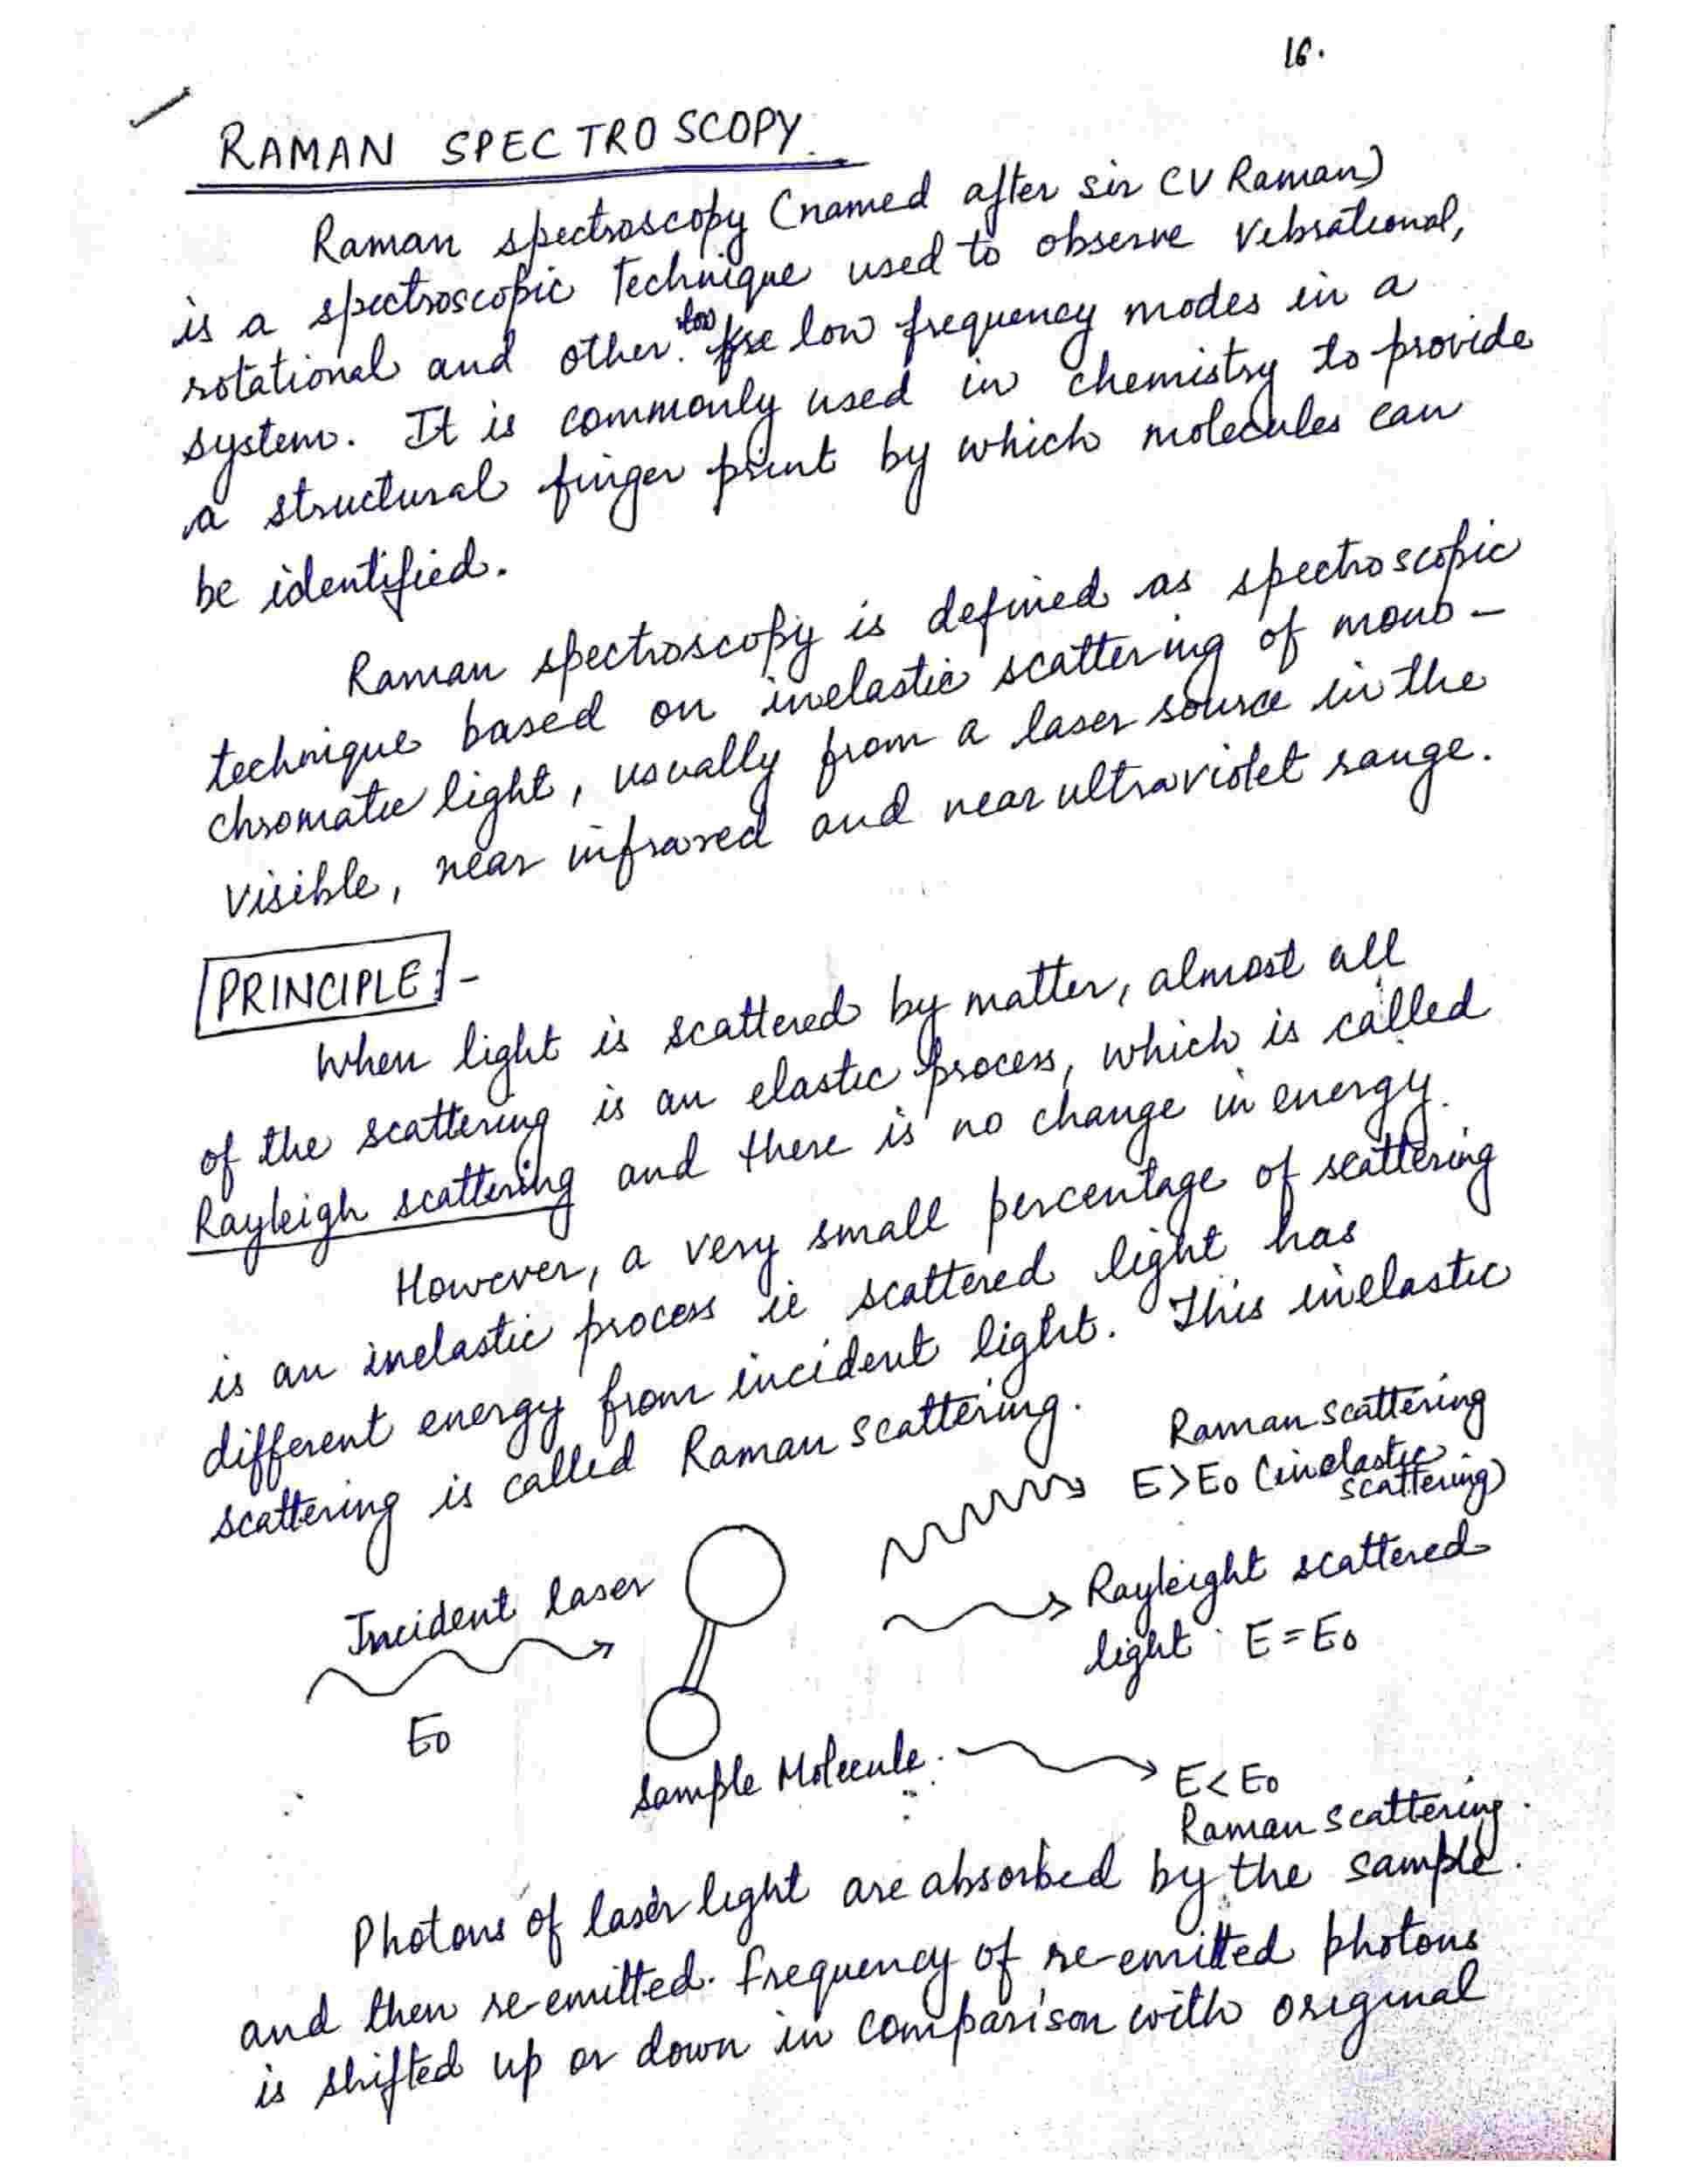 16.
RAMAN SPECTROSCOPY.
Raman spectroscopy (named after sir CV Raman)
is a spectroscopic Technique used to observe Vibrational,
rotational and other low frequency modes in a
system. It is commonly used in chemistry to provide
a structural finger print by which molecules can
be identified.
Raman spectroscopy is defined as spectroscopic
technique based on inelastic scattering of mono-
chromatic light, usually from a laser source in the
visible, near infrared and near ultraviolet range.
PRINCIPLE:-
When light is scattered by matter, almost all
of the scattering is an elastic process, which is called
Rayleigh scattering and there is no change in energy.
However, a very small percentage of scattering
is an inelastic process ie scattered light has
different energy from incident light. This inelastic
scattering is called Raman scattering.
Raman scattering
E>E0 (inelastic
scattering)
Incident laser
Rayleight scattered
light E=E0
E0
Sample Molecule.
E<E0
Raman scattering.
Photons of laser light are absorbed by the sample.
and then re-emitted. frequency of re-emitted photons
is shifted up or down in comparison with original